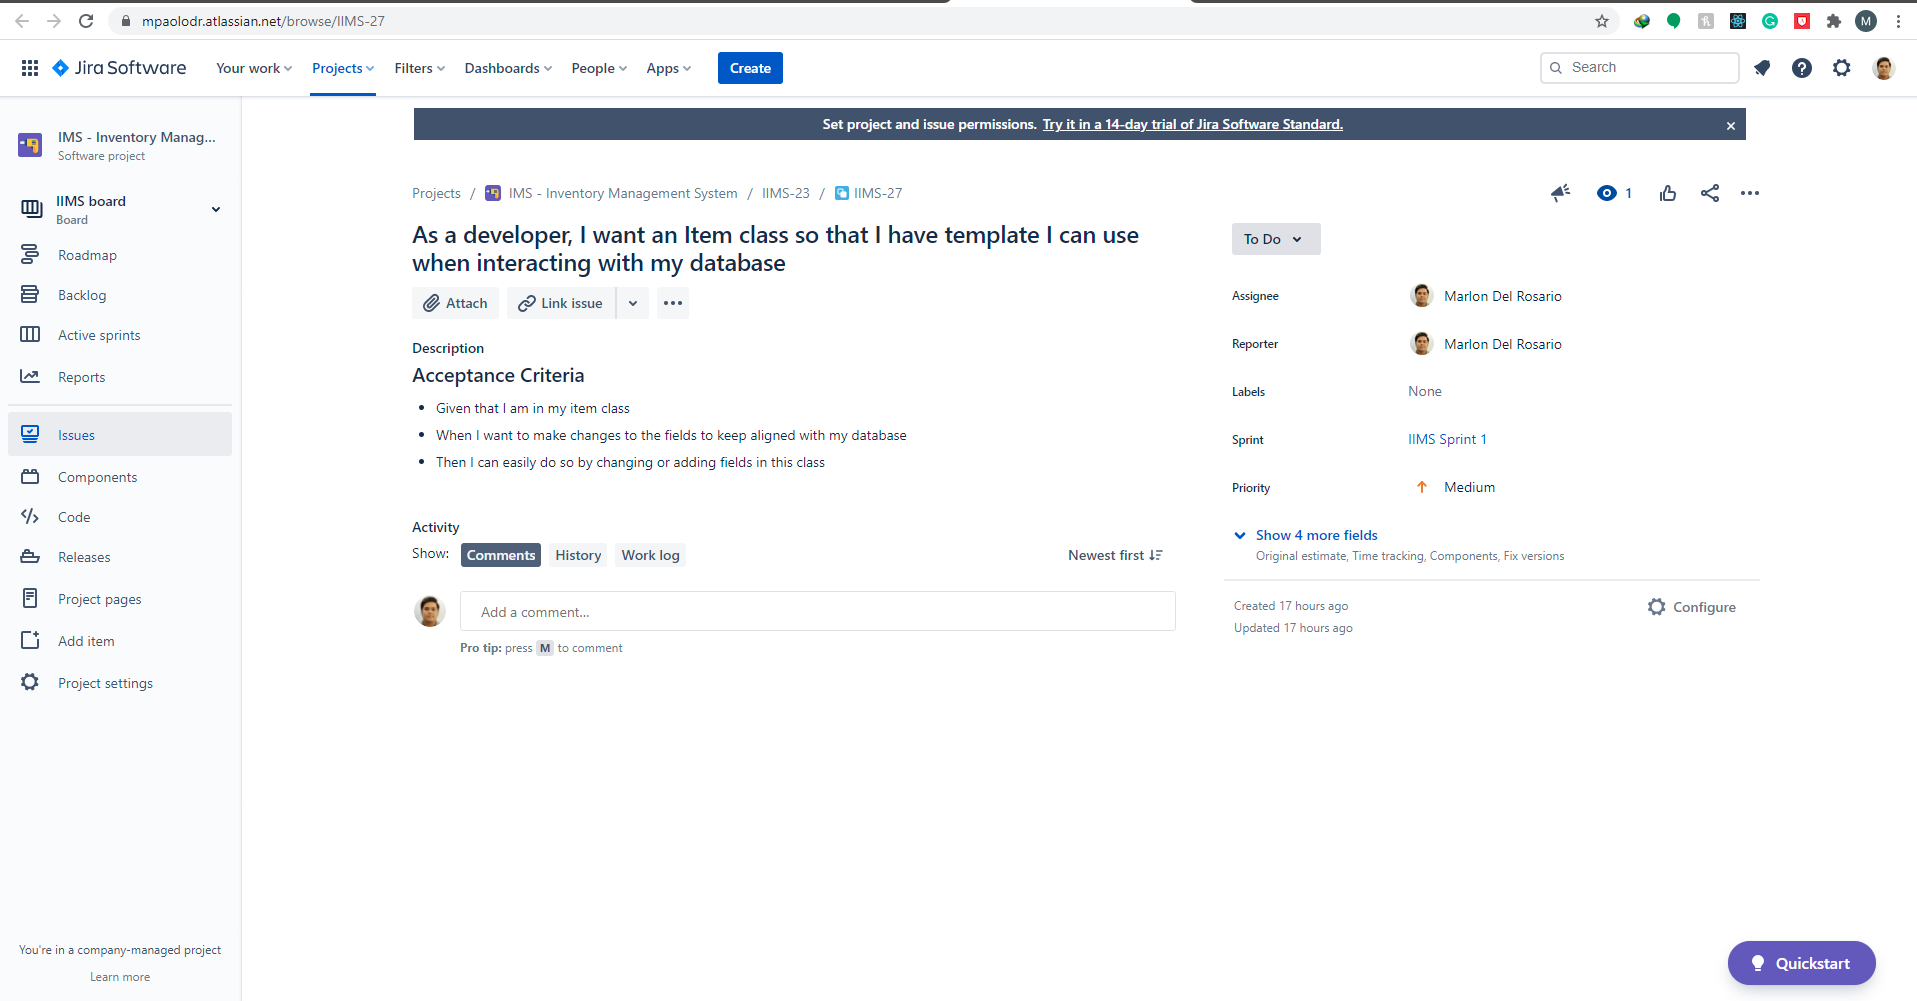 mpaolodr.atlassian.net/browse/IIMS-27
M
Jira Software
Your work
Projects
Filters
Dashboards
People
Apps
Create
Search
IMS - Inventory Manag...
Software project
IIMS board
Board
Roadmap
Backlog
Active sprints
Reports
Issues
Components
Code
Releases
Project pages
Add item
Project settings
You're in a company-managed project
Learn more
Set project and issue permissions. Try it in a 14-day trial of Jira Software Standard.
Projects / IMS - Inventory Management System / IIMS-23 / IIMS-27
1
As a developer, I want an Item class so that I have template I can use
when interacting with my database
Attach
Link issue
Description
Acceptance Criteria
• Given that I am in my item class
• When I want to make changes to the fields to keep aligned with my database
• Then I can easily do so by changing or adding fields in this class
Activity
Show: Comments History Work log
Newest first
Add a comment...
Pro tip: press M to comment
To Do
Assignee
Marlon Del Rosario
Reporter
Marlon Del Rosario
Labels
None
Sprint
IIMS Sprint 1
Priority
Medium
Show 4 more fields
Original estimate, Time tracking, Components, Fix versions
Created 17 hours ago
Updated 17 hours ago
Configure
Quickstart